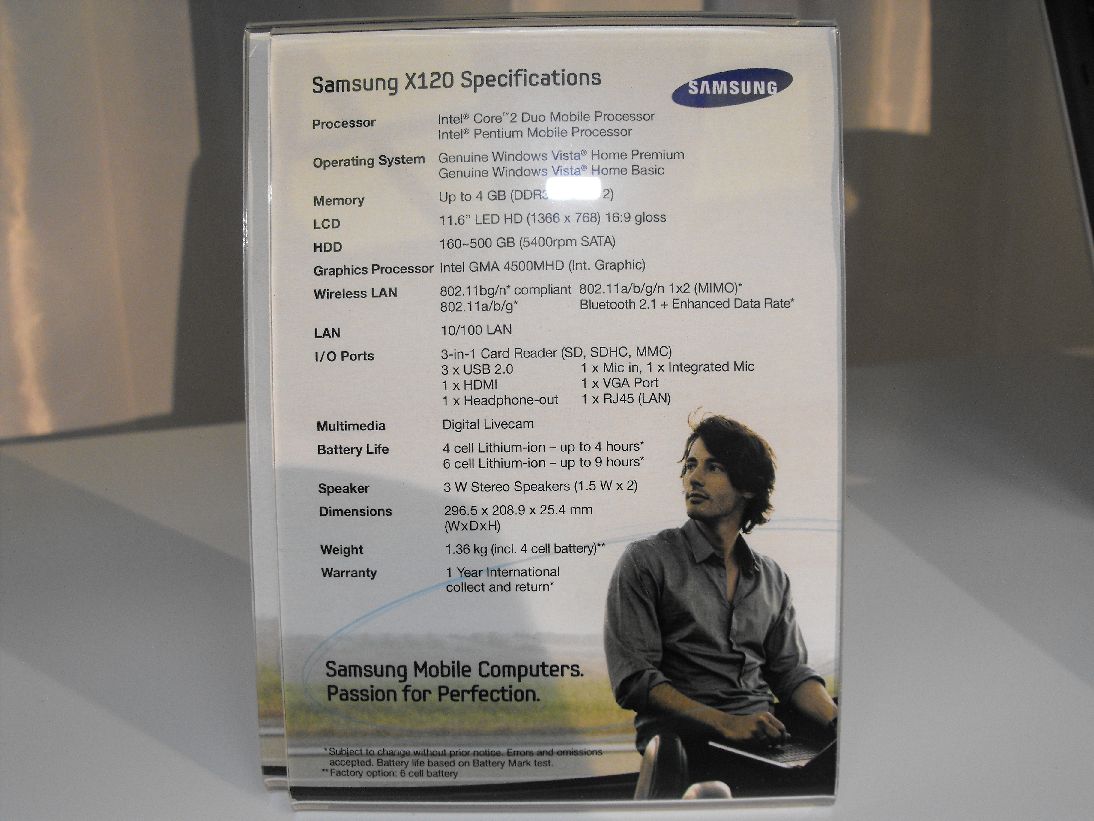 Samsung X120 Specifications
SAMSUNG
Processor Intel® Core™2 Duo Mobile Processor
Intel® Pentium Mobile Processor
Operating System Genuine Windows Vista® Home Premium
Genuine Windows Vista® Home Basic
Memory Up to 4 GB (DDR 2)
LCD 11.6" LED HD (1366 x 768) 16:9 gloss
HDD 160~500 GB (5400rpm SATA)
Graphics Processor Intel GMA 4500MHD (Int. Graphic)
Wireless LAN 802.11bg/n* compliant 802.11a/b/g/n 1x2 (MIMO)*
802.11a/b/g* Bluetooth 2.1 + Enhanced Data Rate*
LAN 10/100 LAN
I/O Ports 3-in-1 Card Reader (SD, SDHC, MMC)
3 x USB 2.0 1 x Mic in, 1 x Integrated Mic
1 x HDMI 1 x VGA Port
1 x Headphone-out 1 x RJ45 (LAN)
Multimedia Digital Livecam
Battery Life 4 cell Lithium-ion – up to 4 hours*
6 cell Lithium-ion – up to 9 hours*
Speaker 3 W Stereo Speakers (1.5 W x 2)
Dimensions 296.5 x 208.9 x 25.4 mm
(WxDxH)
Weight 1.36 kg (incl. 4 cell battery)**
Warranty 1 Year International
collect and return*
Samsung Mobile Computers.
Passion for Perfection.
*Subject to change without prior notice. Errors and omissions
accepted. Battery life based on Battery Mark test.
**Factory option: 6 cell battery